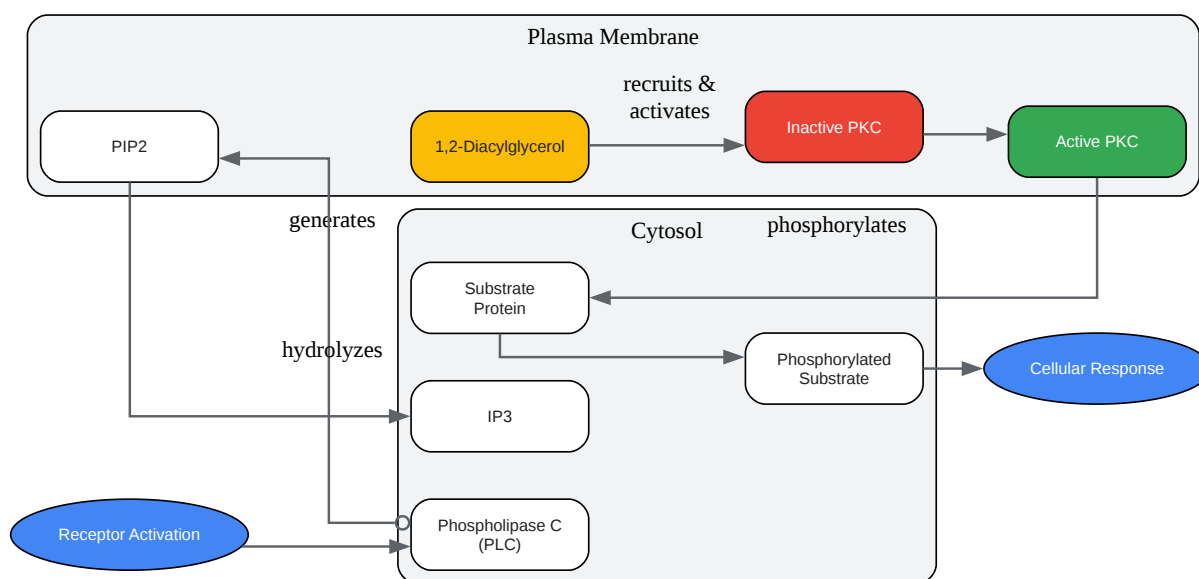 Plasma Membrane
recruits &
activates
PIP2
1,2-Diacylglycerol
Inactive PKC
Active PKC
generates
Cytosol
phosphorylates
Substrate
Protein
hydrolyzes
Phosphorylated
Substrate
Cellular Response
IP3
Receptor Activation
Phospholipase C
(PLC)